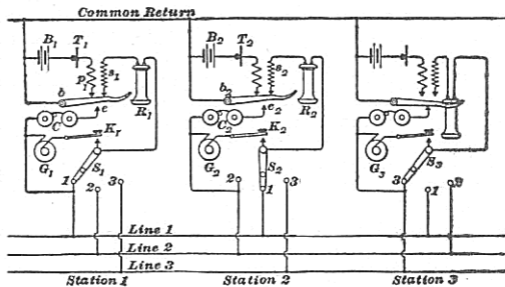 Common Return
B1 T1 B2 T2
p1 s1 s2
b R1 b2 R2
e e2
C K1 C2 K2
G1 S1 G2 S2 G3 S3
1 2 3 2 1 3 3 1 2
Line 1
Line 2
Line 3
Station 1 Station 2 Station 3